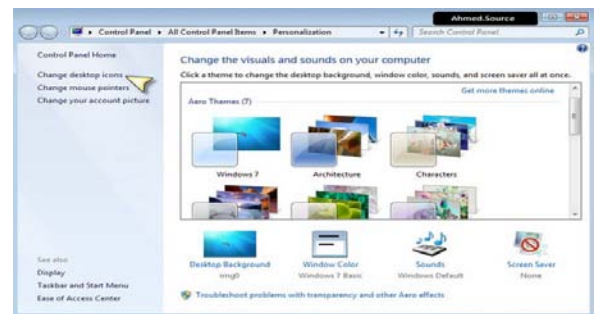 Ahmed.Source
Control Panel ▸ All Control Panel Items ▸ Personalization
Search Control Panel
Control Panel Home
Change desktop icons
Change mouse pointers
Change your account picture
See also
Display
Taskbar and Start Menu
Ease of Access Center
Change the visuals and sounds on your computer
Click a theme to change the desktop background, window color, sounds, and screen saver all at once.
Get more themes online
Aero Themes (7)
Windows 7
Architecture
Characters
Desktop Background
img0
Window Color
Windows 7 Basic
Sounds
Windows Default
Screen Saver
None
Troubleshoot problems with transparency and other Aero effects